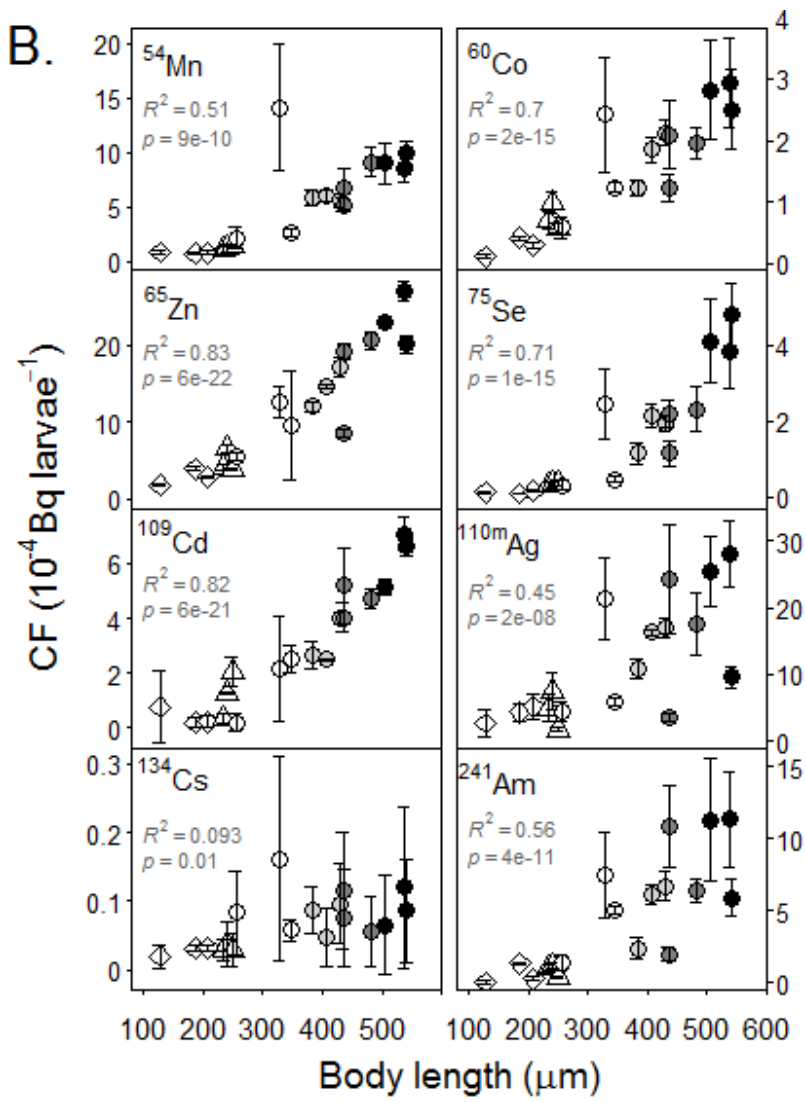 B.
CF (10⁻⁴ Bq larvae⁻¹)
⁵⁴Mn
R² = 0.51
p = 9e-10
20
15
10
5
0
⁶⁰Co
R² = 0.7
p = 2e-15
4
3
2
1
0
⁶⁵Zn
R² = 0.83
p = 6e-22
20
10
0
⁷⁵Se
R² = 0.71
p = 1e-15
4
2
0
¹⁰⁹Cd
R² = 0.82
p = 6e-21
6
4
2
0
¹¹⁰ᵐAg
R² = 0.45
p = 2e-08
30
20
10
0
¹³⁴Cs
R² = 0.093
p = 0.01
0.3
0.2
0.1
0
²⁴¹Am
R² = 0.56
p = 4e-11
15
10
5
0
100 200 300 400 500 100 200 300 400 500 600
Body length (μm)